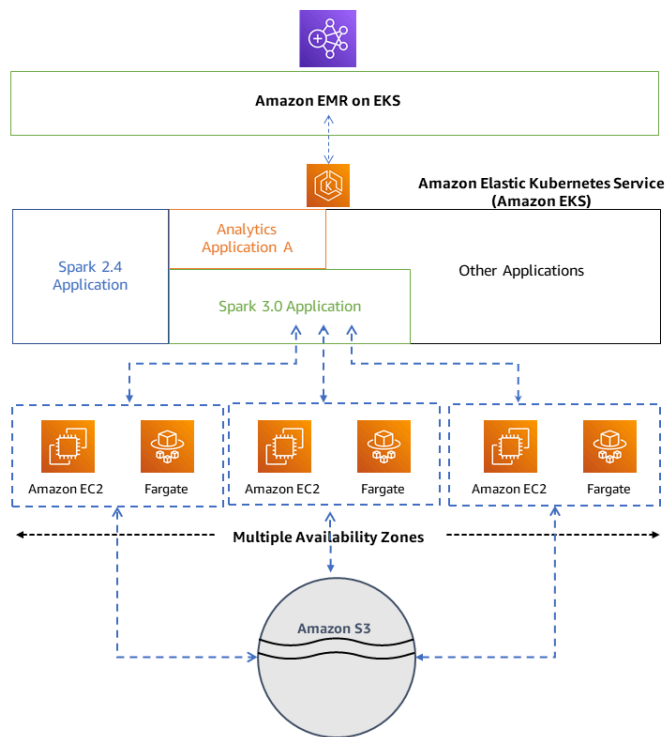 Amazon EMR on EKS
K
Amazon Elastic Kubernetes Service
(Amazon EKS)
Spark 2.4
Application
Analytics
Application A
Other Applications
Spark 3.0 Application
Amazon EC2
Fargate
Amazon EC2
Fargate
Amazon EC2
Fargate
Multiple Availability Zones
Amazon S3